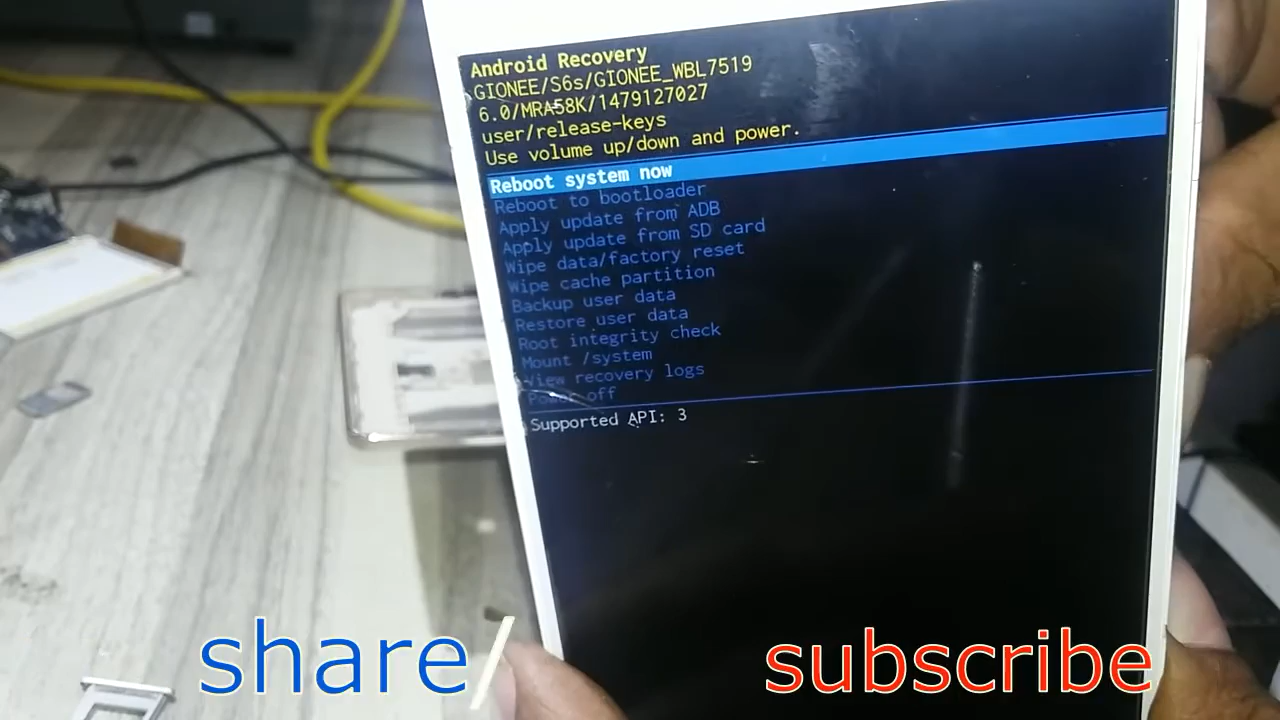 Android Recovery
GIONEE/S6s/GIONEE_WBL7519
6.0/MRA58K/1479127027
user/release-keys
Use volume up/down and power.
Reboot system now
Reboot to bootloader
Apply update from ADB
Apply update from SD card
Wipe data/factory reset
Wipe cache partition
Backup user data
Restore user data
Root integrity check
Mount /system
View recovery logs
Power off
Supported API: 3
share/
subscribe